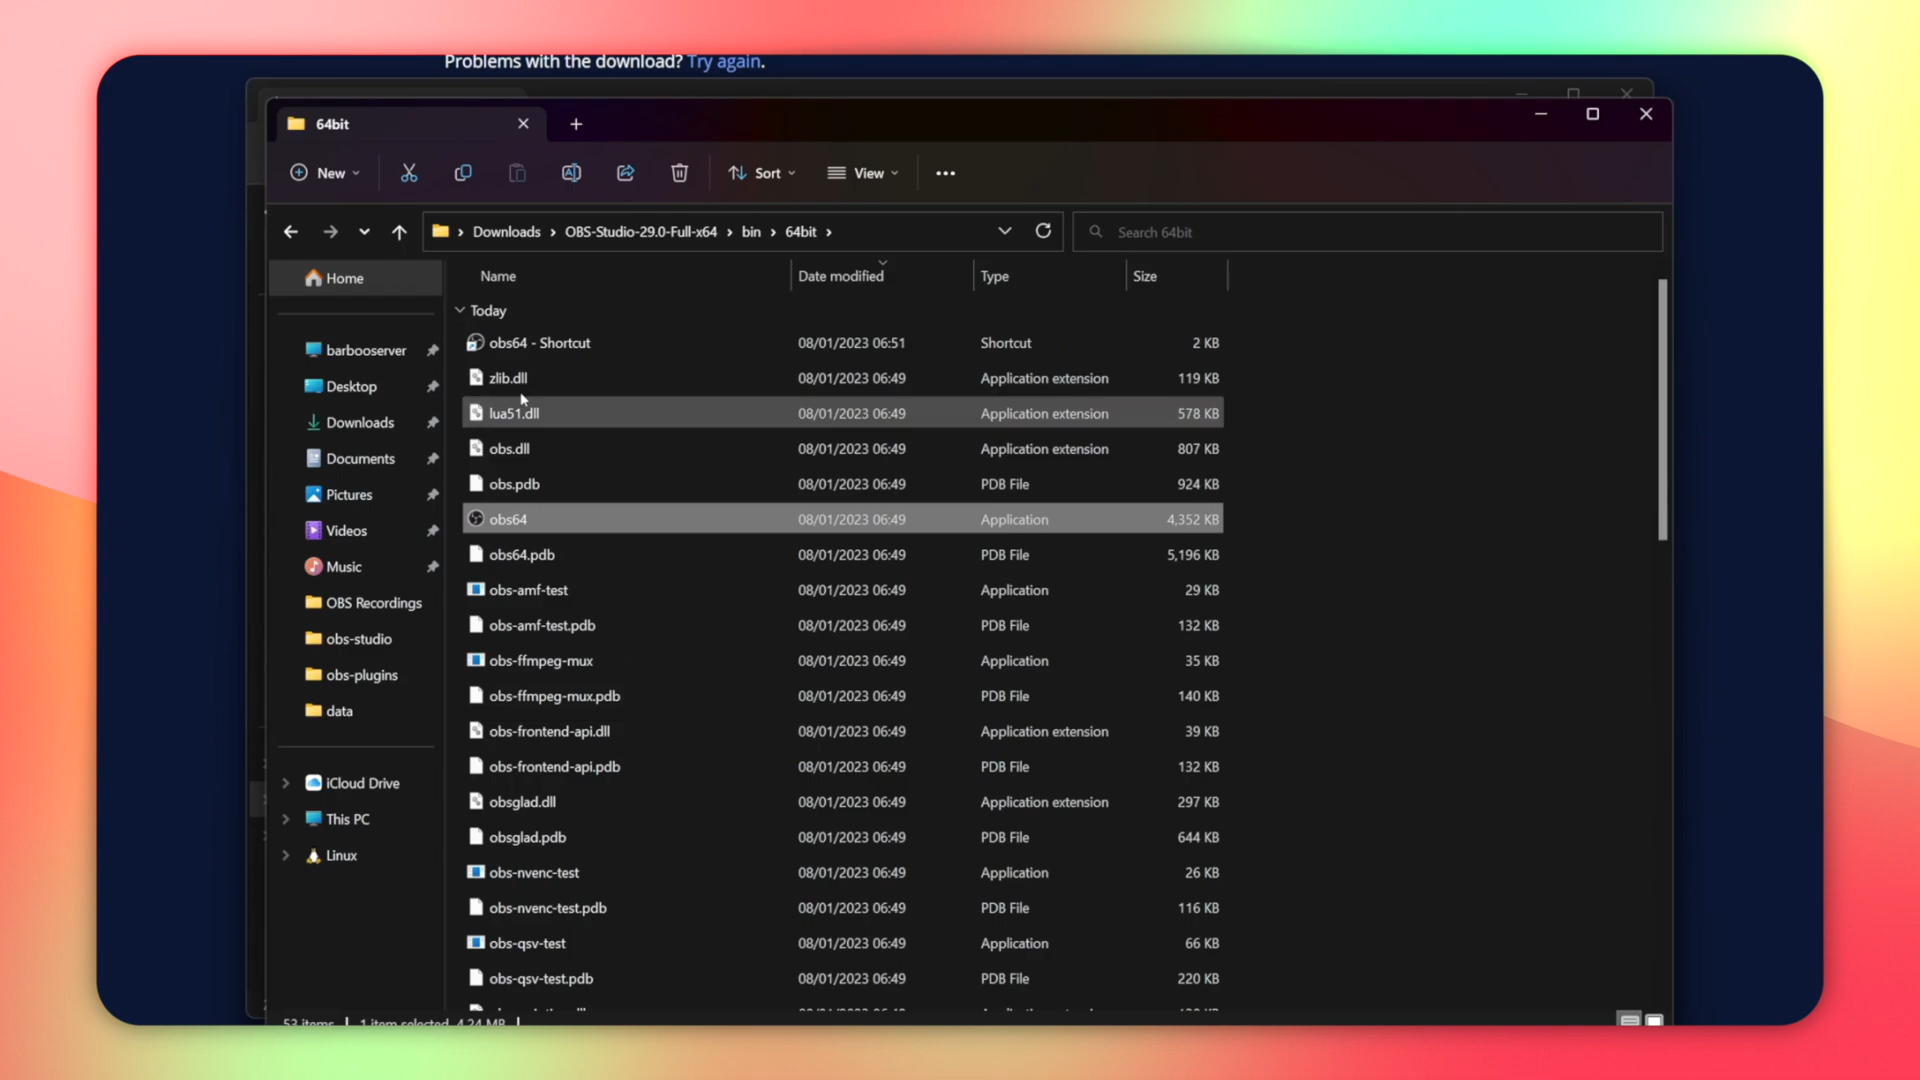 Problems with the download? Try again.
64bit
New
Sort
View
Downloads > OBS-Studio-29.0-Full-x64 > bin > 64bit >
Search 64bit
Home
barbooserver
Desktop
Downloads
Documents
Pictures
Videos
Music
OBS Recordings
obs-studio
obs-plugins
data
iCloud Drive
This PC
Linux
Name Date modified Type Size
Today
obs64 - Shortcut 08/01/2023 06:51 Shortcut 2 KB
zlib.dll 08/01/2023 06:49 Application extension 119 KB
lua51.dll 08/01/2023 06:49 Application extension 578 KB
obs.dll 08/01/2023 06:49 Application extension 807 KB
obs.pdb 08/01/2023 06:49 PDB File 924 KB
obs64 08/01/2023 06:49 Application 4,352 KB
obs64.pdb 08/01/2023 06:49 PDB File 5,196 KB
obs-amf-test 08/01/2023 06:49 Application 29 KB
obs-amf-test.pdb 08/01/2023 06:49 PDB File 132 KB
obs-ffmpeg-mux 08/01/2023 06:49 Application 35 KB
obs-ffmpeg-mux.pdb 08/01/2023 06:49 PDB File 140 KB
obs-frontend-api.dll 08/01/2023 06:49 Application extension 39 KB
obs-frontend-api.pdb 08/01/2023 06:49 PDB File 132 KB
obsglad.dll 08/01/2023 06:49 Application extension 297 KB
obsglad.pdb 08/01/2023 06:49 PDB File 644 KB
obs-nvenc-test 08/01/2023 06:49 Application 26 KB
obs-nvenc-test.pdb 08/01/2023 06:49 PDB File 116 KB
obs-qsv-test 08/01/2023 06:49 Application 66 KB
obs-qsv-test.pdb 08/01/2023 06:49 PDB File 220 KB
53 items 1 item selected 4.24 MB